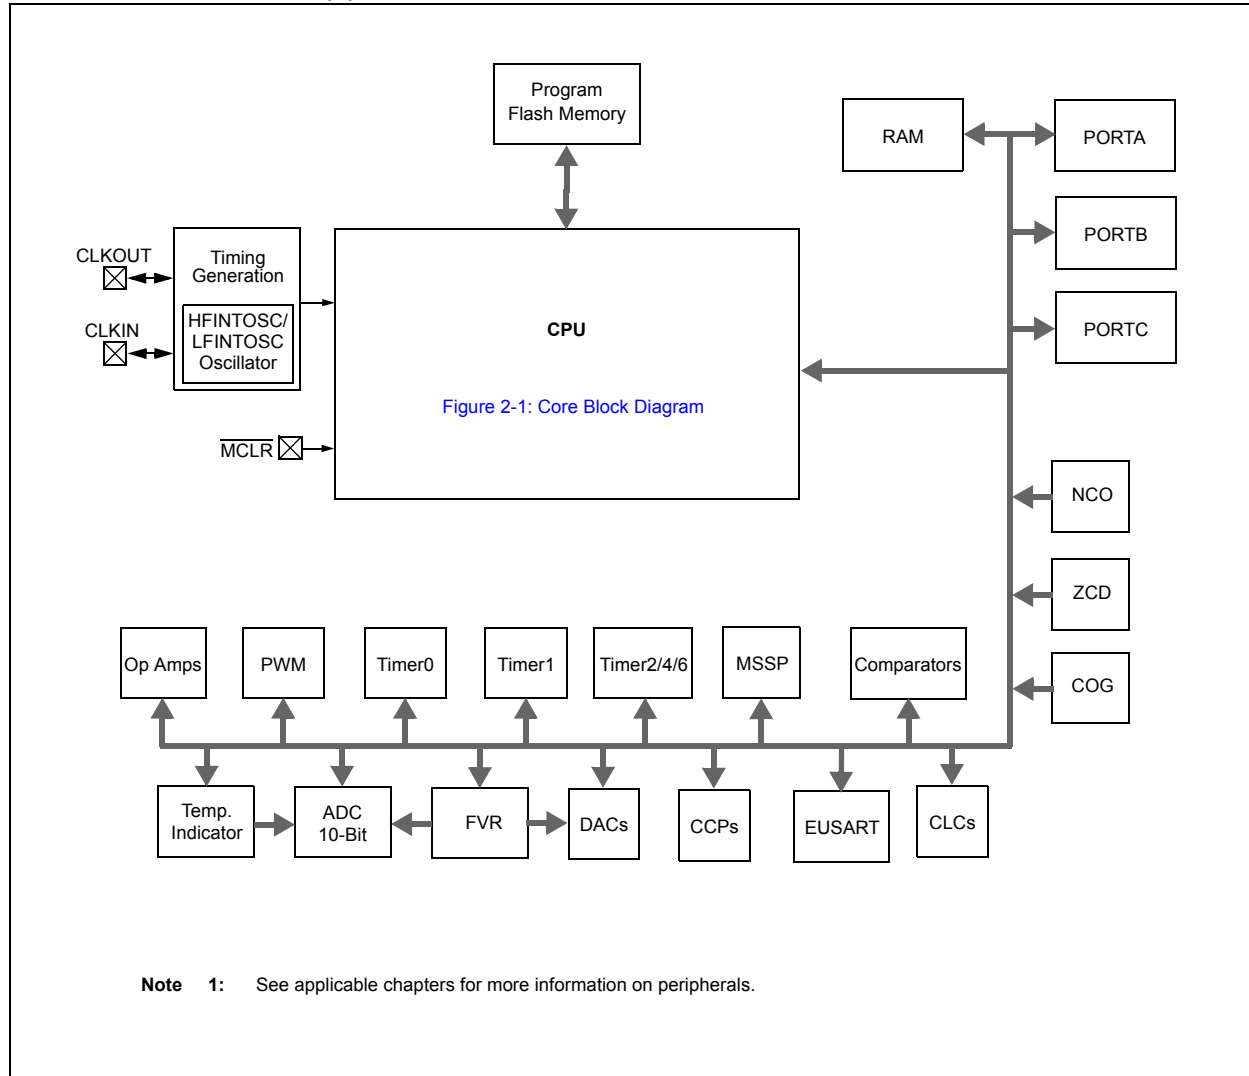 Program
Flash Memory
RAM
PORTA
PORTB
PORTC
CLKOUT
Timing
Generation
CLKIN
HFINTOSC/
LFINTOSC
Oscillator
CPU
Figure 2-1: Core Block Diagram
MCLR
NCO
ZCD
COG
Op Amps
PWM
Timer0
Timer1
Timer2/4/6
MSSP
Comparators
Temp.
Indicator
ADC
10-Bit
FVR
DACs
CCPs
EUSART
CLCs
Note 1: See applicable chapters for more information on peripherals.